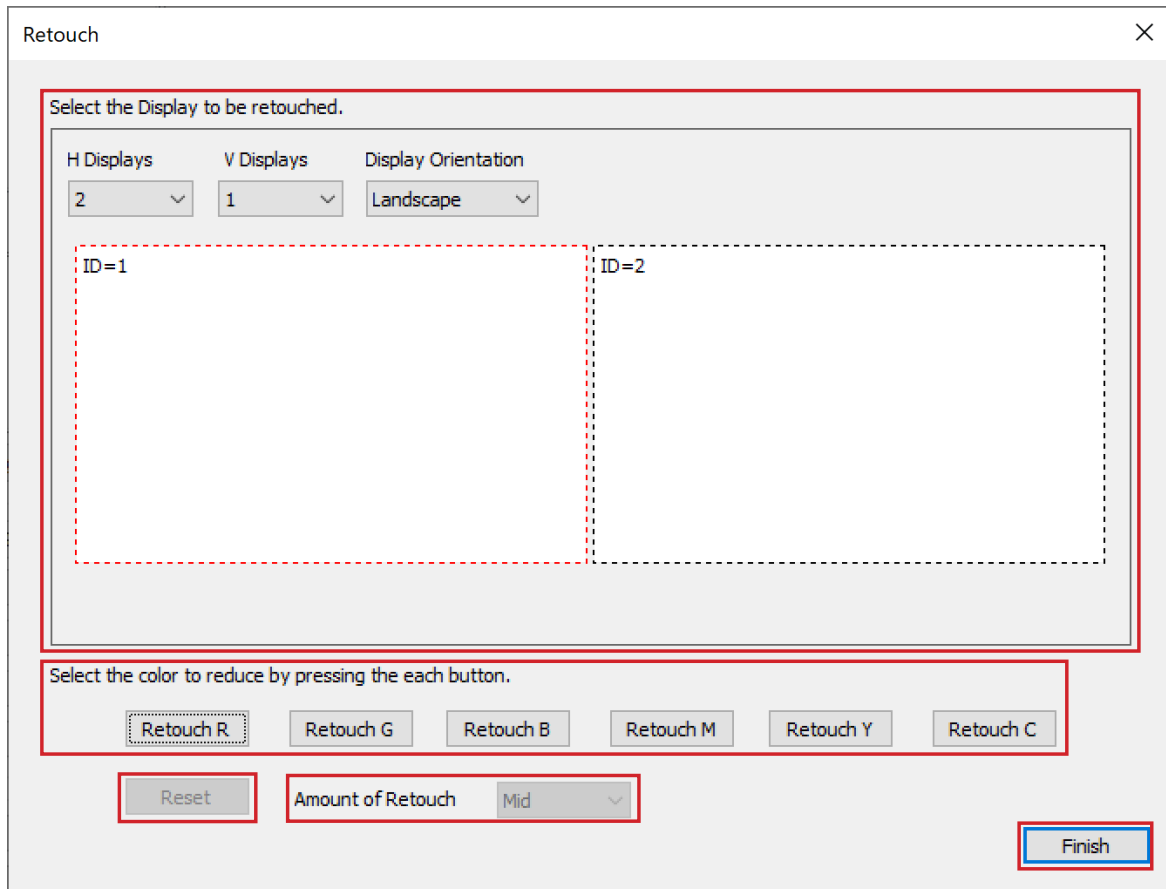 Retouch
Select the Display to be retouched.
H Displays V Displays Display Orientation
2 1 Landscape
ID=1 ID=2
Select the color to reduce by pressing the each button.
Retouch R Retouch G Retouch B Retouch M Retouch Y Retouch C
Reset Amount of Retouch Mid
Finish